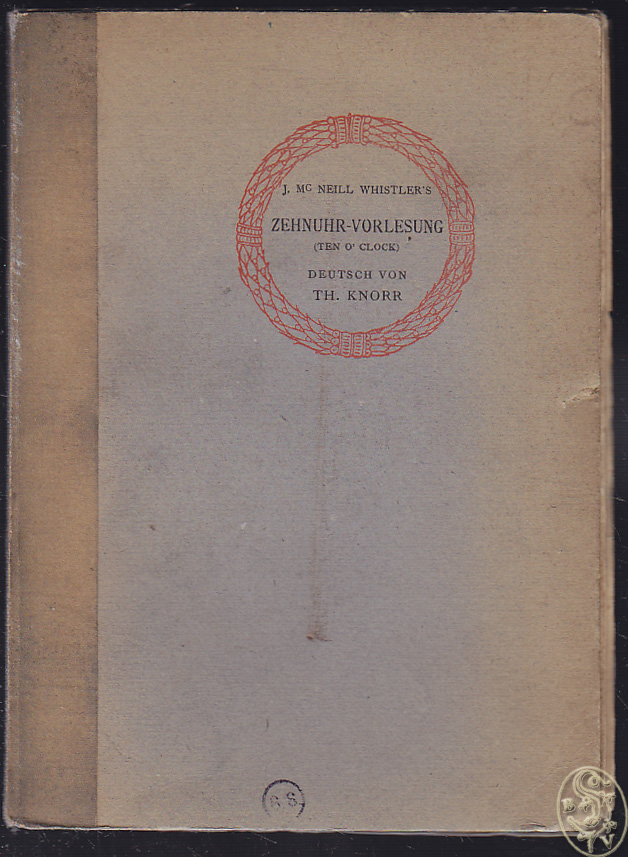 J. Mc NEILL WHISTLER'S
ZEHNUHR-VORLESUNG
(TEN O' CLOCK)
DEUTSCH VON
TH. KNORR